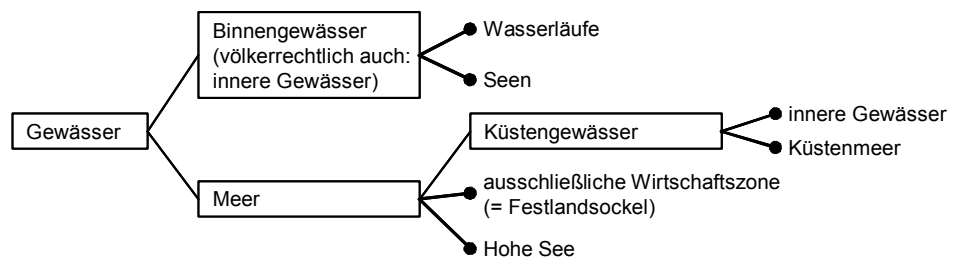 Binnengewässer
(völkerrechtlich auch:
innere Gewässer)
Wasserläufe
Seen
Gewässer
Küstengewässer
innere Gewässer
Küstenmeer
Meer
ausschließliche Wirtschaftszone
(= Festlandsockel)
Hohe See